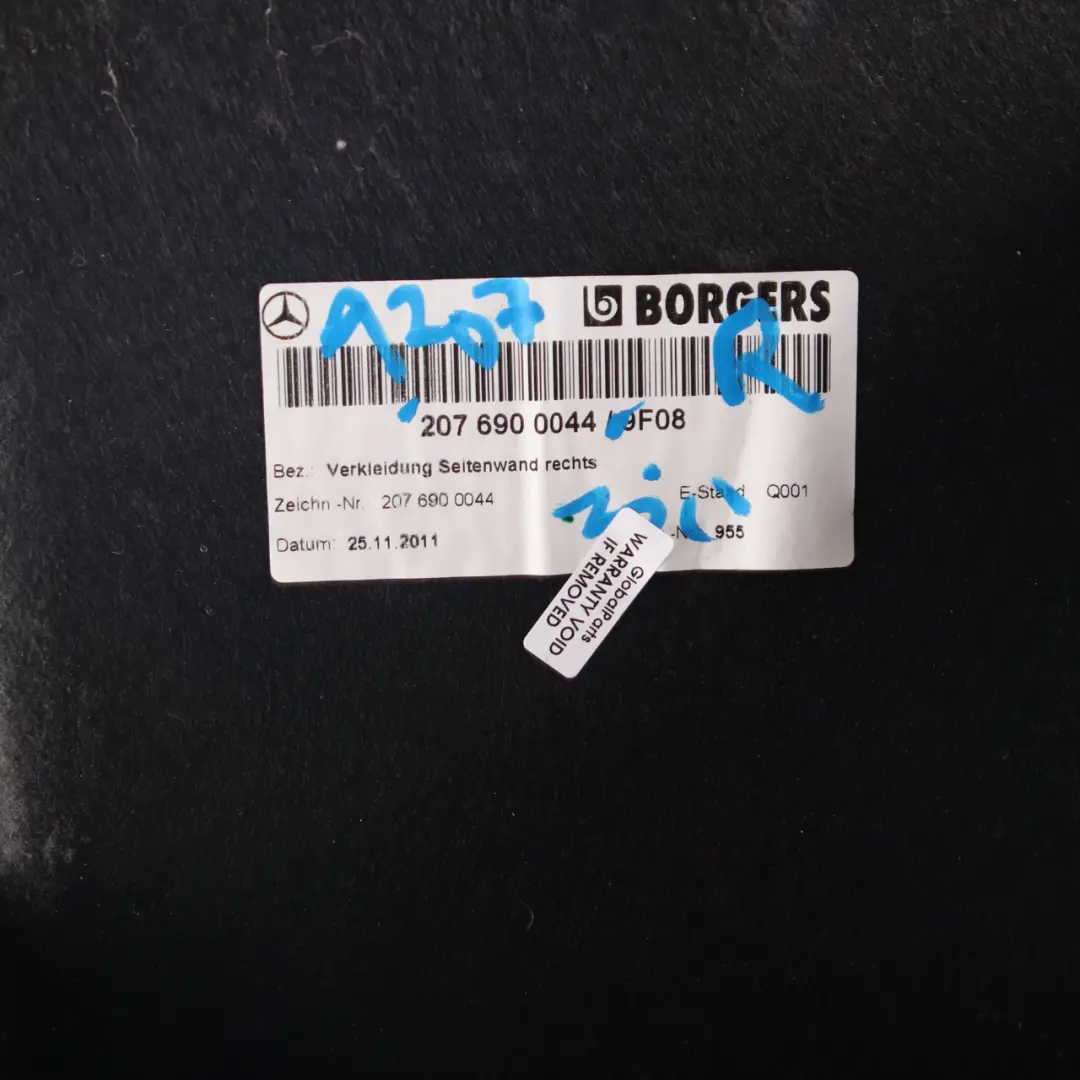 A207
BORGERS
R
207 690 0044 / 9F08
Bez.: Verkleidung Seitenwand rechts
Zeichn -Nr. 207 690 0044
E-Stand Q001
Datum: 25.11.2011
955
GlobalParts
WARRANTY VOID
IF REMOVED